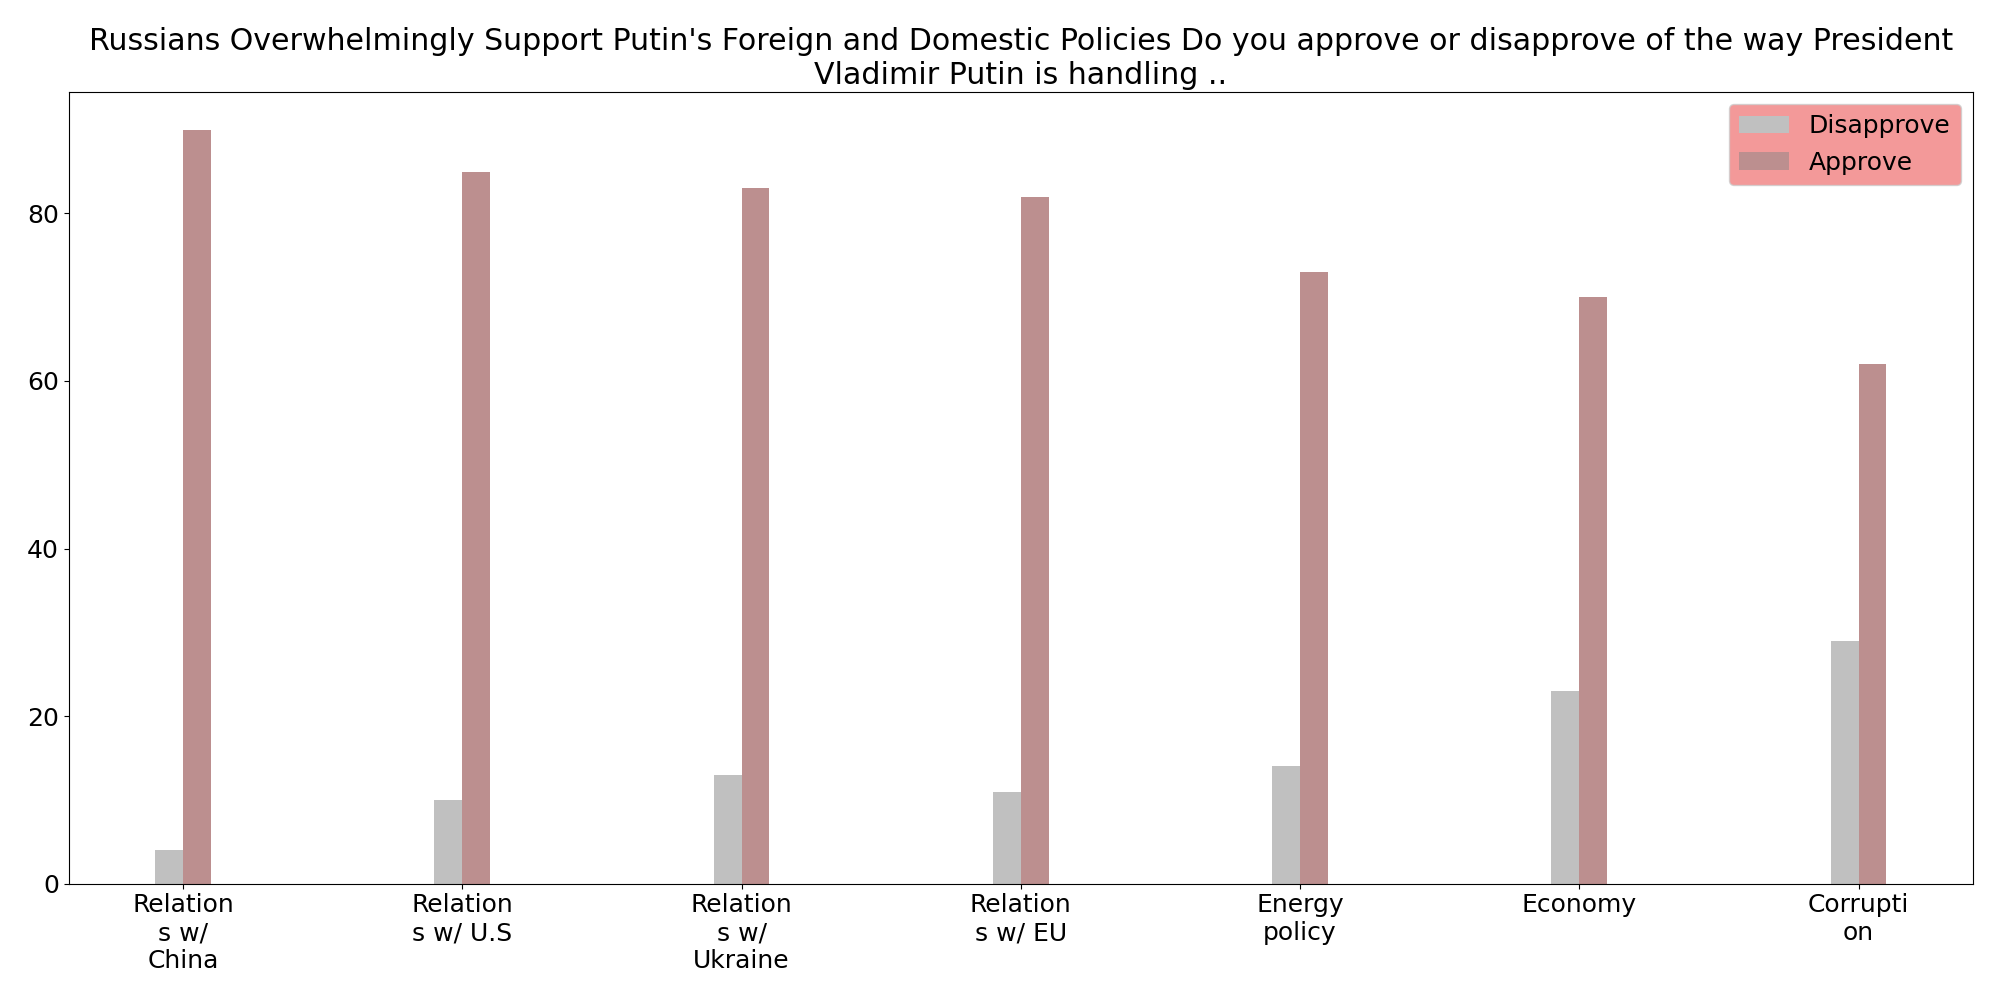 Russians Overwhelmingly Support Putin's Foreign and Domestic Policies Do you approve or disapprove of the way President
Vladimir Putin is handling ..
Disapprove
Approve
80
60
40
20
0
Relation
s w/
China
Relation
s w/ U.S
Relation
s w/
Ukraine
Relation
s w/ EU
Energy
policy
Economy
Corrupti
on